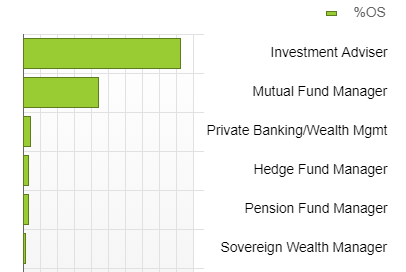 %OS
Investment Adviser
Mutual Fund Manager
Private Banking/Wealth Mgmt
Hedge Fund Manager
Pension Fund Manager
Sovereign Wealth Manager